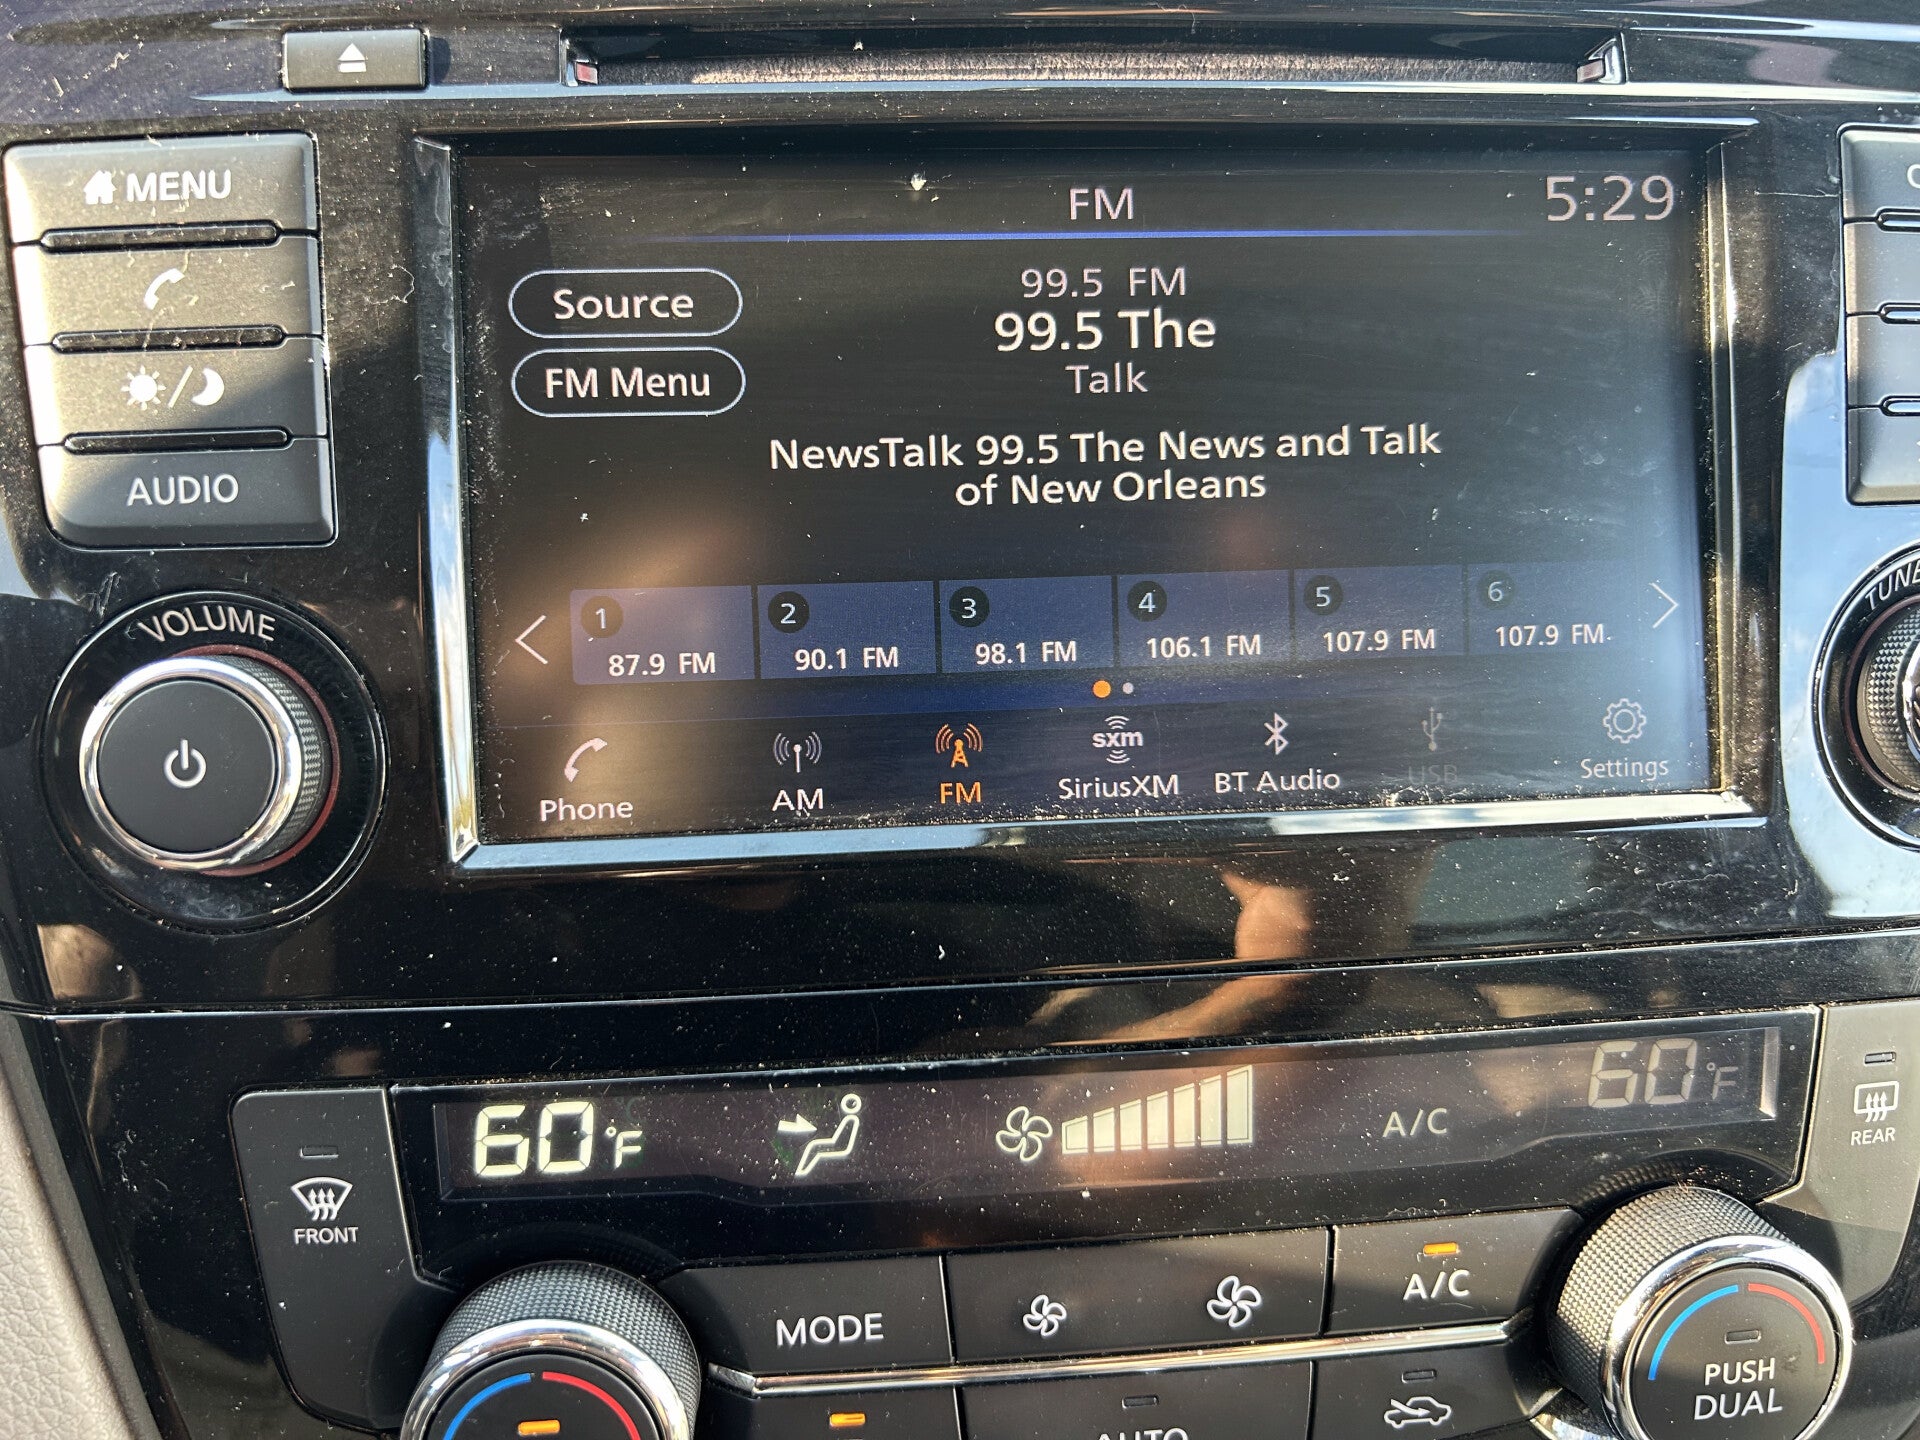 MENU
AUDIO
VOLUME
FM
5:29
Source
FM Menu
99.5 FM
99.5 The
Talk
NewsTalk 99.5 The News and Talk
of New Orleans
1 87.9 FM
2 90.1 FM
3 98.1 FM
4 106.1 FM
5 107.9 FM
6 107.9 FM
Phone
AM
FM
sxm
SiriusXM
BT Audio
USB
Settings
60°F
A/C
60°F
FRONT
REAR
MODE
A/C
AUTO
PUSH
DUAL